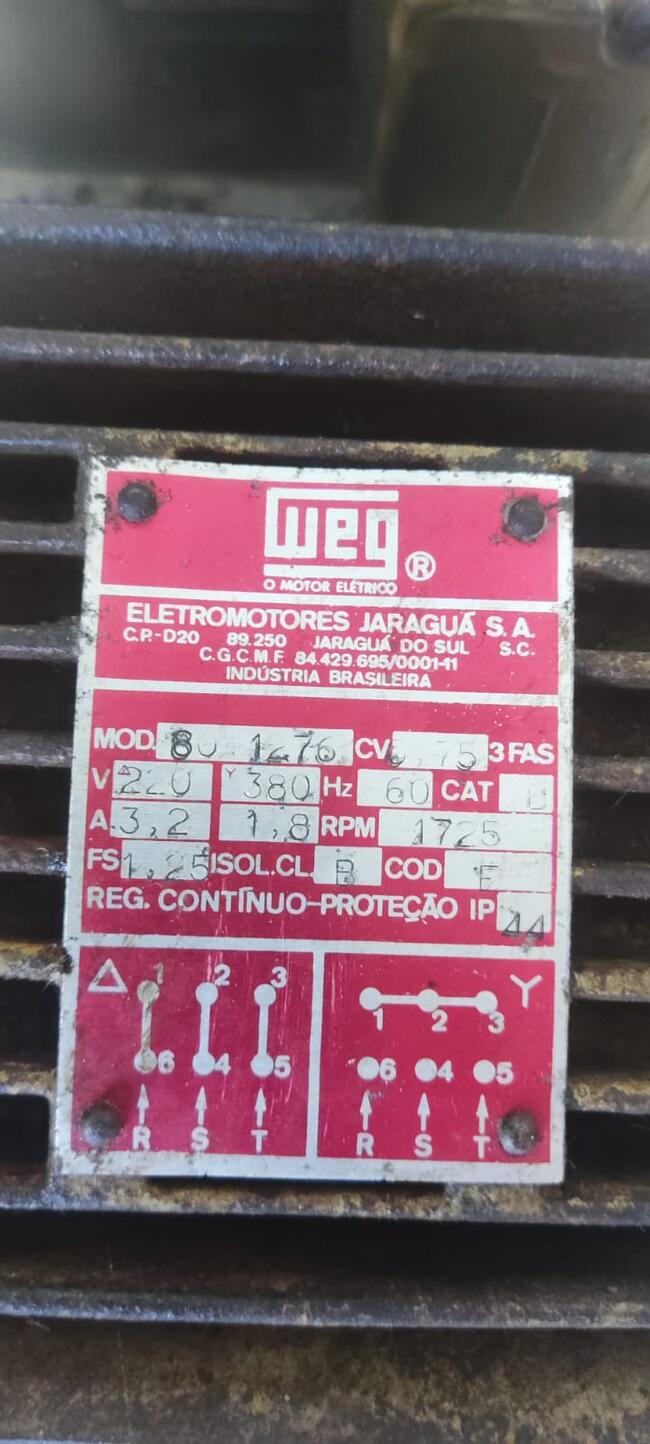 weg ®
O MOTOR ELÉTRICO
ELETROMOTORES JARAGUÁ S.A.
C.P.-D20 89.250 JARAGUÁ DO SUL S.C.
C.G.C.M.F. 84.429.695/0001-11
INDÚSTRIA BRASILEIRA
MOD. 80 1276 CV 0,75 3 FAS
V △ 220 Y 380 Hz 60 CAT
A. 3,2 1,8 RPM 1725
FS 1,25 ISOL.CL. B COD E
REG. CONTÍNUO-PROTEÇÃO IP 44
△ 1 2 3 Y
1 2 3
6 4 5 6 4 5
R S T R S T